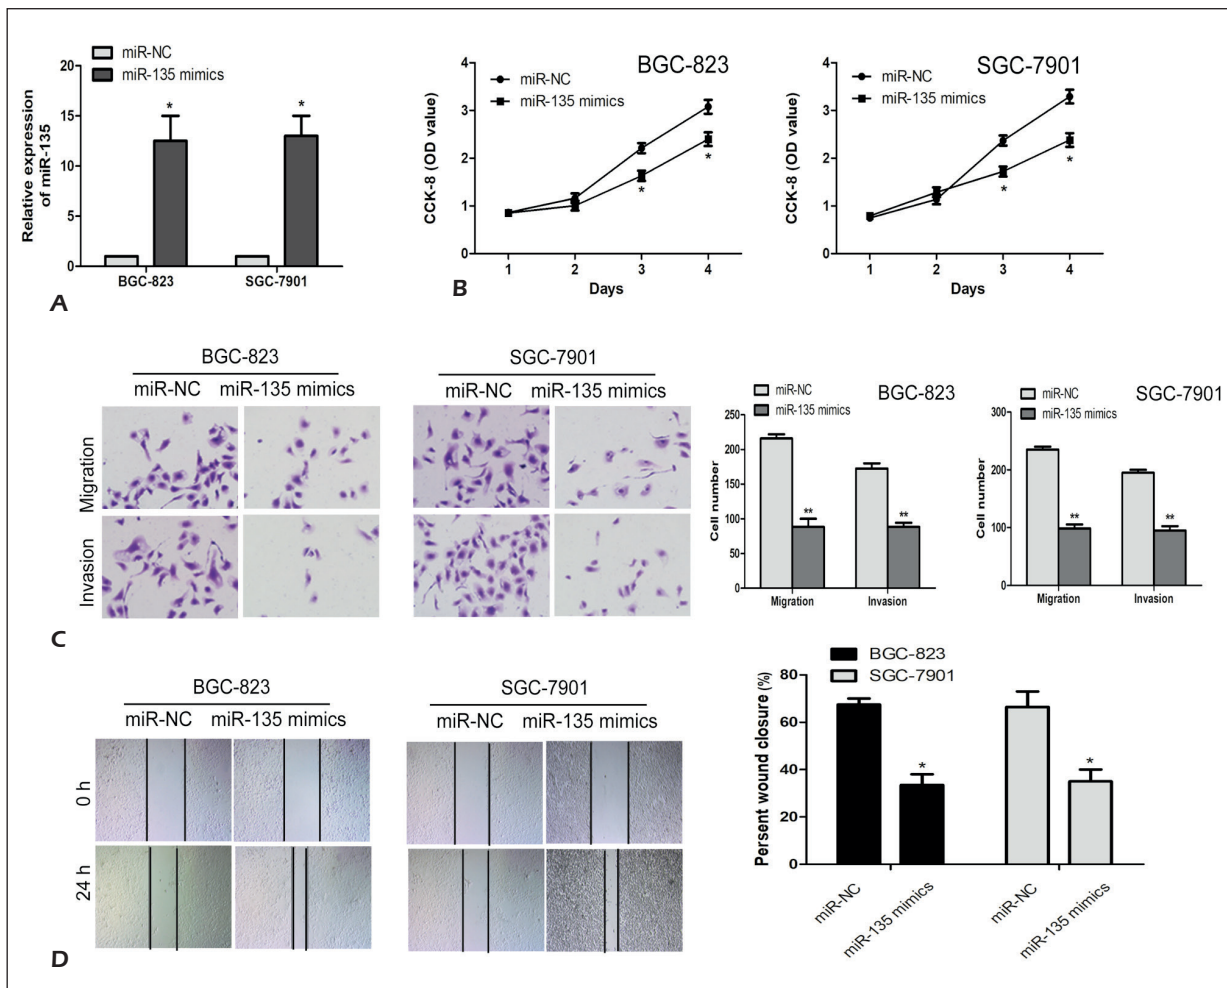 miR-NC
miR-135 mimics
Relative expression
of miR-135
20
15
10
5
0
*
*
BGC-823
SGC-7901
A
BGC-823
miR-NC
miR-135 mimics
CCK-8 (OD value)
4
3
2
1
0
*
*
1 2 3 4
Days
B
SGC-7901
miR-NC
miR-135 mimics
CCK-8 (OD value)
4
3
2
1
0
*
*
1 2 3 4
Days
BGC-823
miR-NC miR-135 mimics
SGC-7901
miR-NC miR-135 mimics
Migration
Invasion
C
miR-NC
miR-135 mimics
BGC-823
Cell number
250
200
150
100
50
0
**
**
Migration Invasion
miR-NC
miR-135 mimics
SGC-7901
Cell number
300
200
100
0
**
**
Migration Invasion
BGC-823
miR-NC miR-135 mimics
SGC-7901
miR-NC miR-135 mimics
0 h
24 h
D
BGC-823
SGC-7901
Persent wound closure (%)
80
60
40
20
0
*
*
miR-NC
miR-135 mimics
miR-NC
miR-135 mimics